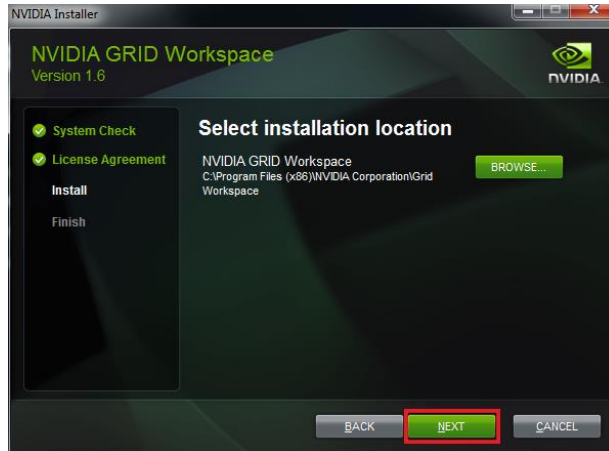 NVIDIA Installer
NVIDIA GRID Workspace
Version 1.6
NVIDIA.
System Check
License Agreement
Install
Finish
Select installation location
NVIDIA GRID Workspace
C:\Program Files (x86)\NVIDIA Corporation\Grid
Workspace
BROWSE...
BACK
NEXT
CANCEL